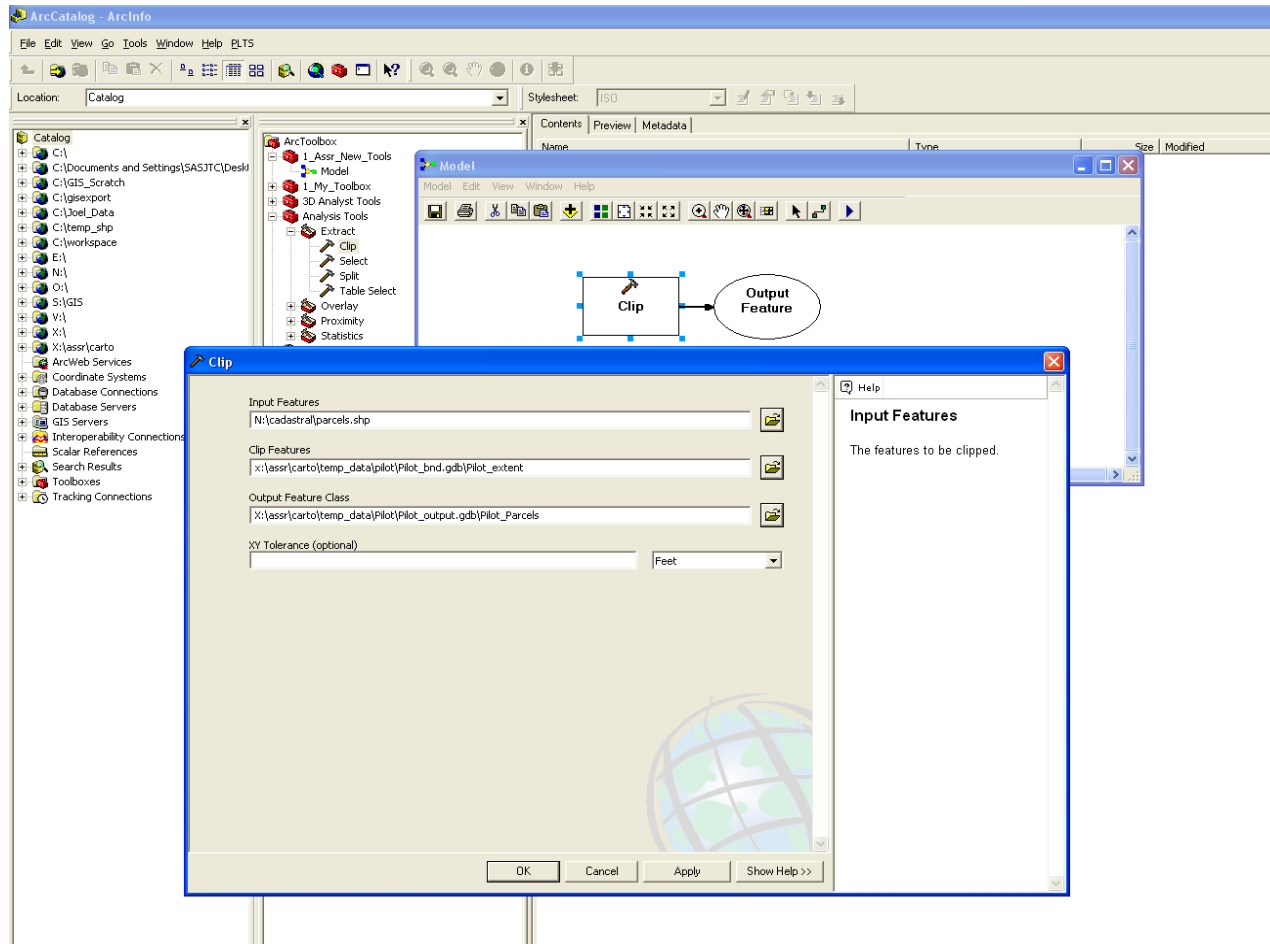 ArcCatalog - ArcInfo
File Edit View Go Tools Window Help PLTS
Location: Catalog
Stylesheet: ISO
Catalog
C:\
C:\Documents and Settings\SASJTC\Deskt
C:\GIS_Scratch
C:\gisexport
C:\Joel_Data
C:\temp_shp
C:\workspace
E:\
N:\
O:\
S:\GIS
V:\
X:\
X:\assr\carto
ArcWeb Services
Coordinate Systems
Database Connections
Database Servers
GIS Servers
Interoperability Connections
Scalar References
Search Results
Toolboxes
Tracking Connections
ArcToolbox
1_Assr_New_Tools
Model
1_My_Toolbox
3D Analyst Tools
Analysis Tools
Extract
Clip
Select
Split
Table Select
Overlay
Proximity
Statistics
Contents Preview Metadata
Name Type Size Modified
Model
Model Edit View Window Help
Clip
Output
Feature
Clip
Input Features
N:\cadastral\parcels.shp
Clip Features
x:\assr\carto\temp_data\pilot\Pilot_bnd.gdb\Pilot_extent
Output Feature Class
X:\assr\carto\temp_data\Pilot\Pilot_output.gdb\Pilot_Parcels
XY Tolerance (optional)
Feet
OK Cancel Apply Show Help >>
Help
Input Features
The features to be clipped.